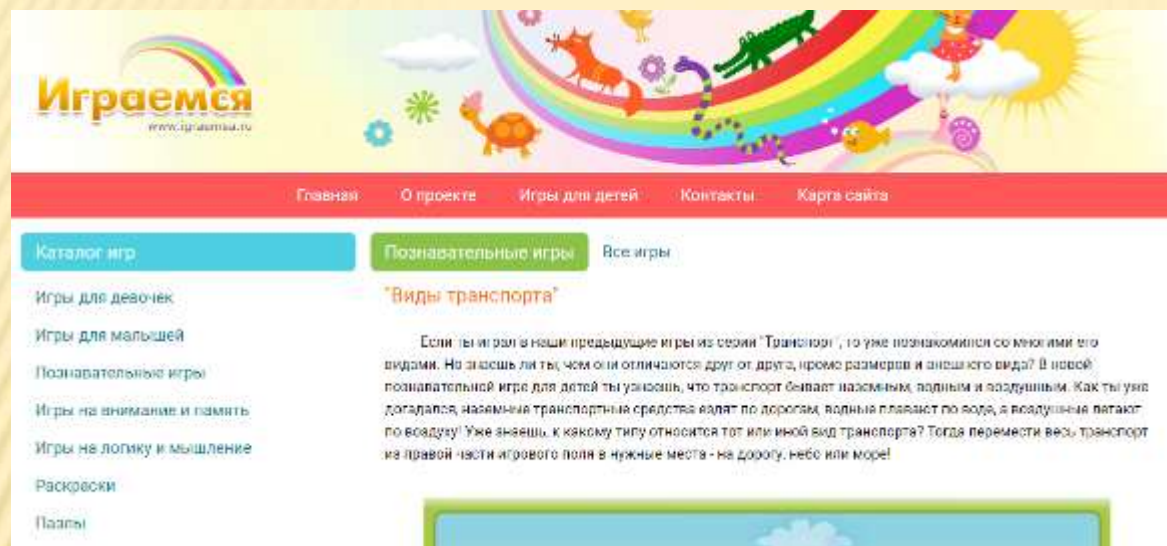 Играемся
www.igraemsa.ru
Главная О проекте Игры для детей Контакты Карта сайта
Каталог игр
Игры для девочек
Игры для малышей
Познавательные игры
Игры на внимание и память
Игры на логику и мышление
Раскраски
Пазлы
Познавательные игры Все игры
"Виды транспорта"
Если ты играл в наши предыдущие игры из серии "Транспорт", то уже познакомился со многими его
видами. Но знаешь ли ты, чем они отличаются друг от друга, кроме размеров и внешнего вида? В новой
познавательной игре для детей ты узнаешь, что транспорт бывает наземным, водным и воздушным. Как ты уже
догадался, наземные транспортные средства ездят по дорогам, водные плавают по воде, а воздушные летают
по воздуху! Уже знаешь, к какому типу относится тот или иной вид транспорта? Тогда перемести весь транспорт
из правой части игрового поля в нужные места - на дорогу, небо или море!